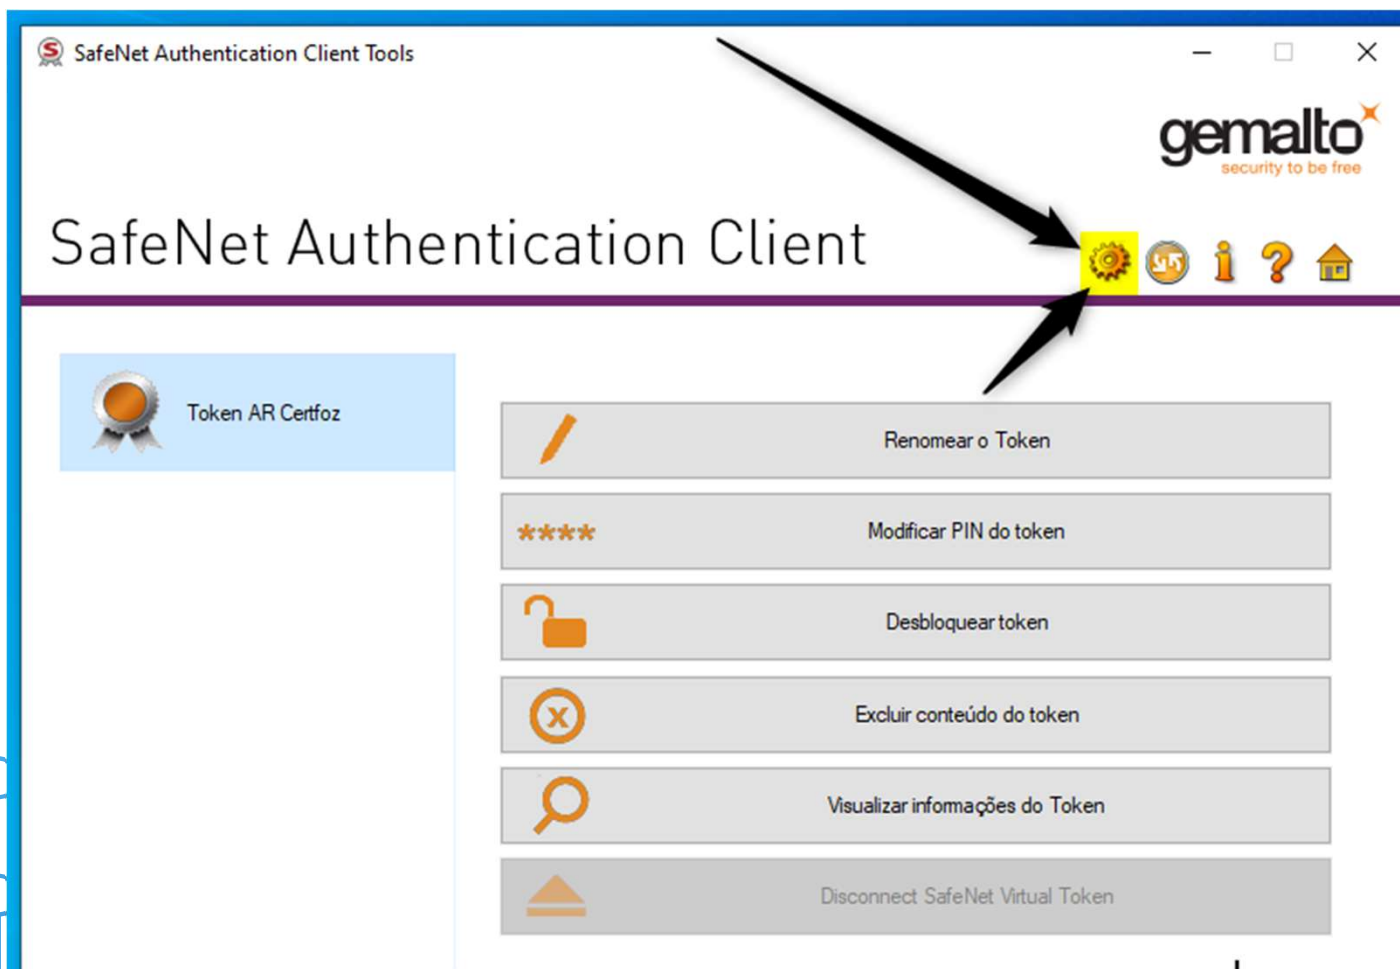 SafeNet Authentication Client Tools
gemalto
security to be free
SafeNet Authentication Client
Token AR Certfoz
Renomear o Token
**** Modificar PIN do token
Desbloquear token
Excluir conteúdo do token
Visualizar informações do Token
Disconnect SafeNet Virtual Token